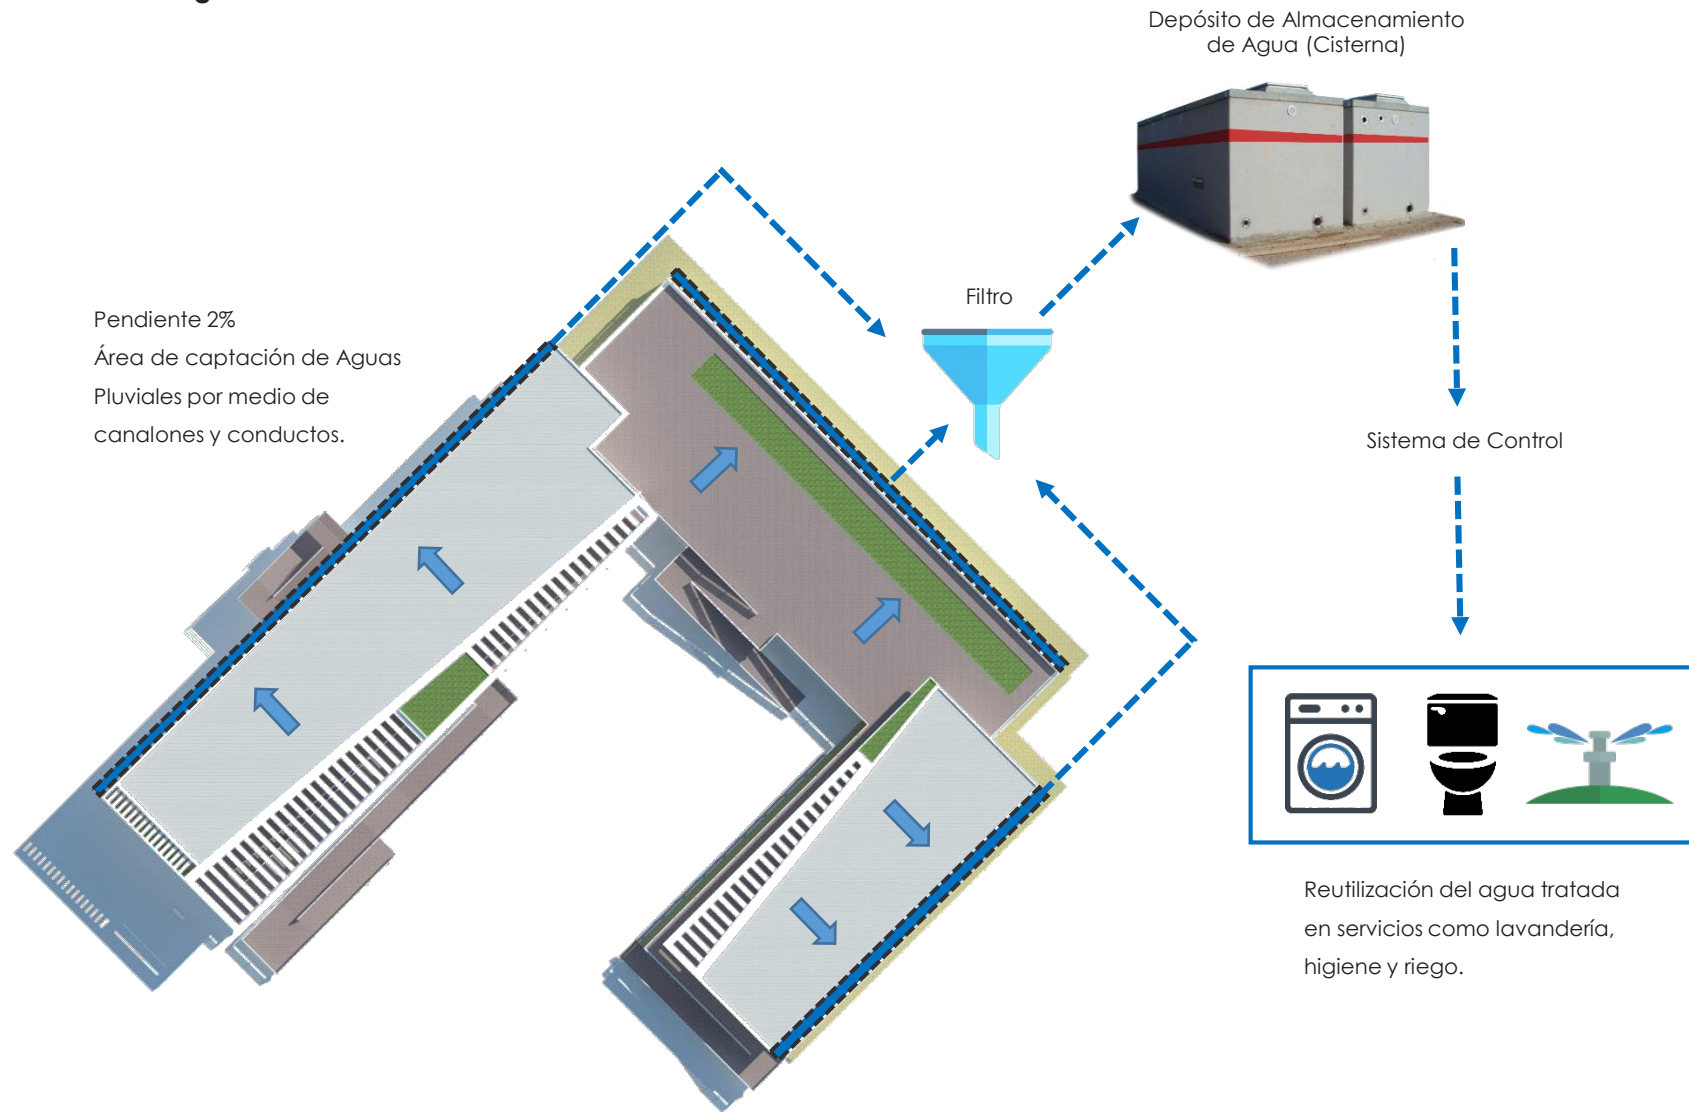 Depósito de Almacenamiento
de Agua (Cisterna)
Filtro
Pendiente 2%
Área de captación de Aguas
Pluviales por medio de
canalones y conductos.
Sistema de Control
Reutilización del agua tratada
en servicios como lavandería,
higiene y riego.